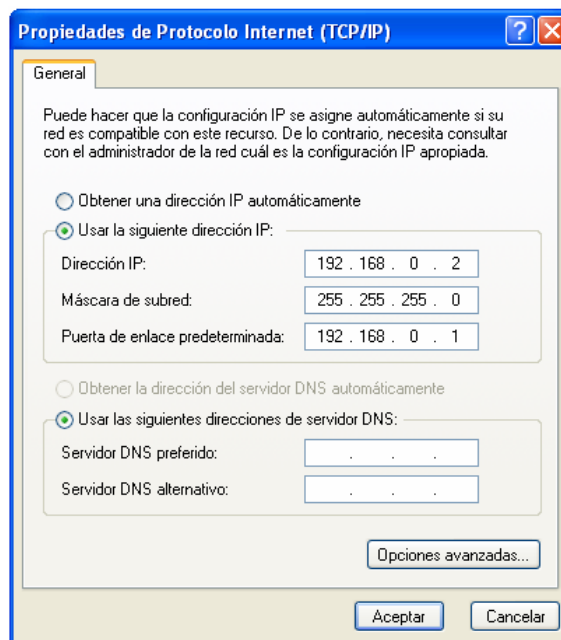 Propiedades de Protocolo Internet (TCP/IP)
General
Puede hacer que la configuración IP se asigne automáticamente si su
red es compatible con este recurso. De lo contrario, necesita consultar
con el administrador de la red cuál es la configuración IP apropiada.
Obtener una dirección IP automáticamente
Usar la siguiente dirección IP:
Dirección IP: 192 . 168 . 0 . 2
Máscara de subred: 255 . 255 . 255 . 0
Puerta de enlace predeterminada: 192 . 168 . 0 . 1
Obtener la dirección del servidor DNS automáticamente
Usar las siguientes direcciones de servidor DNS:
Servidor DNS preferido: . . .
Servidor DNS alternativo: . . .
Opciones avanzadas...
Aceptar Cancelar